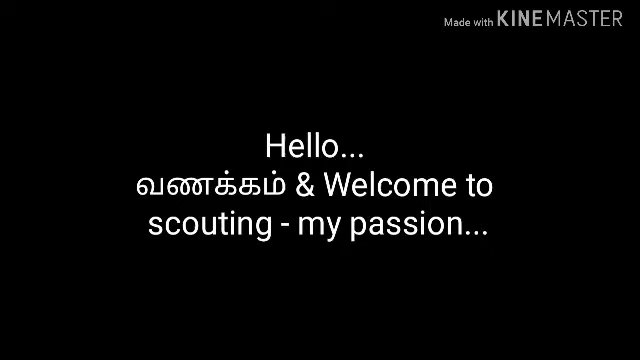 Made with KINEMASTER
Hello...
வணக்கம் & Welcome to
scouting - my passion...